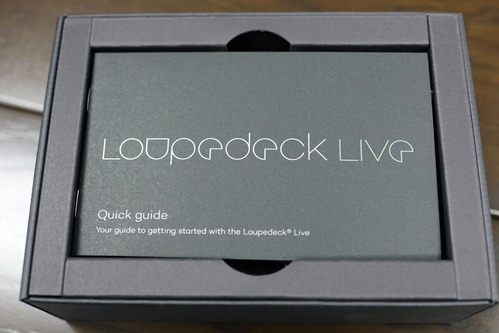 Loupedeck Live
Quick guide
Your guide to getting started with the Loupedeck® Live